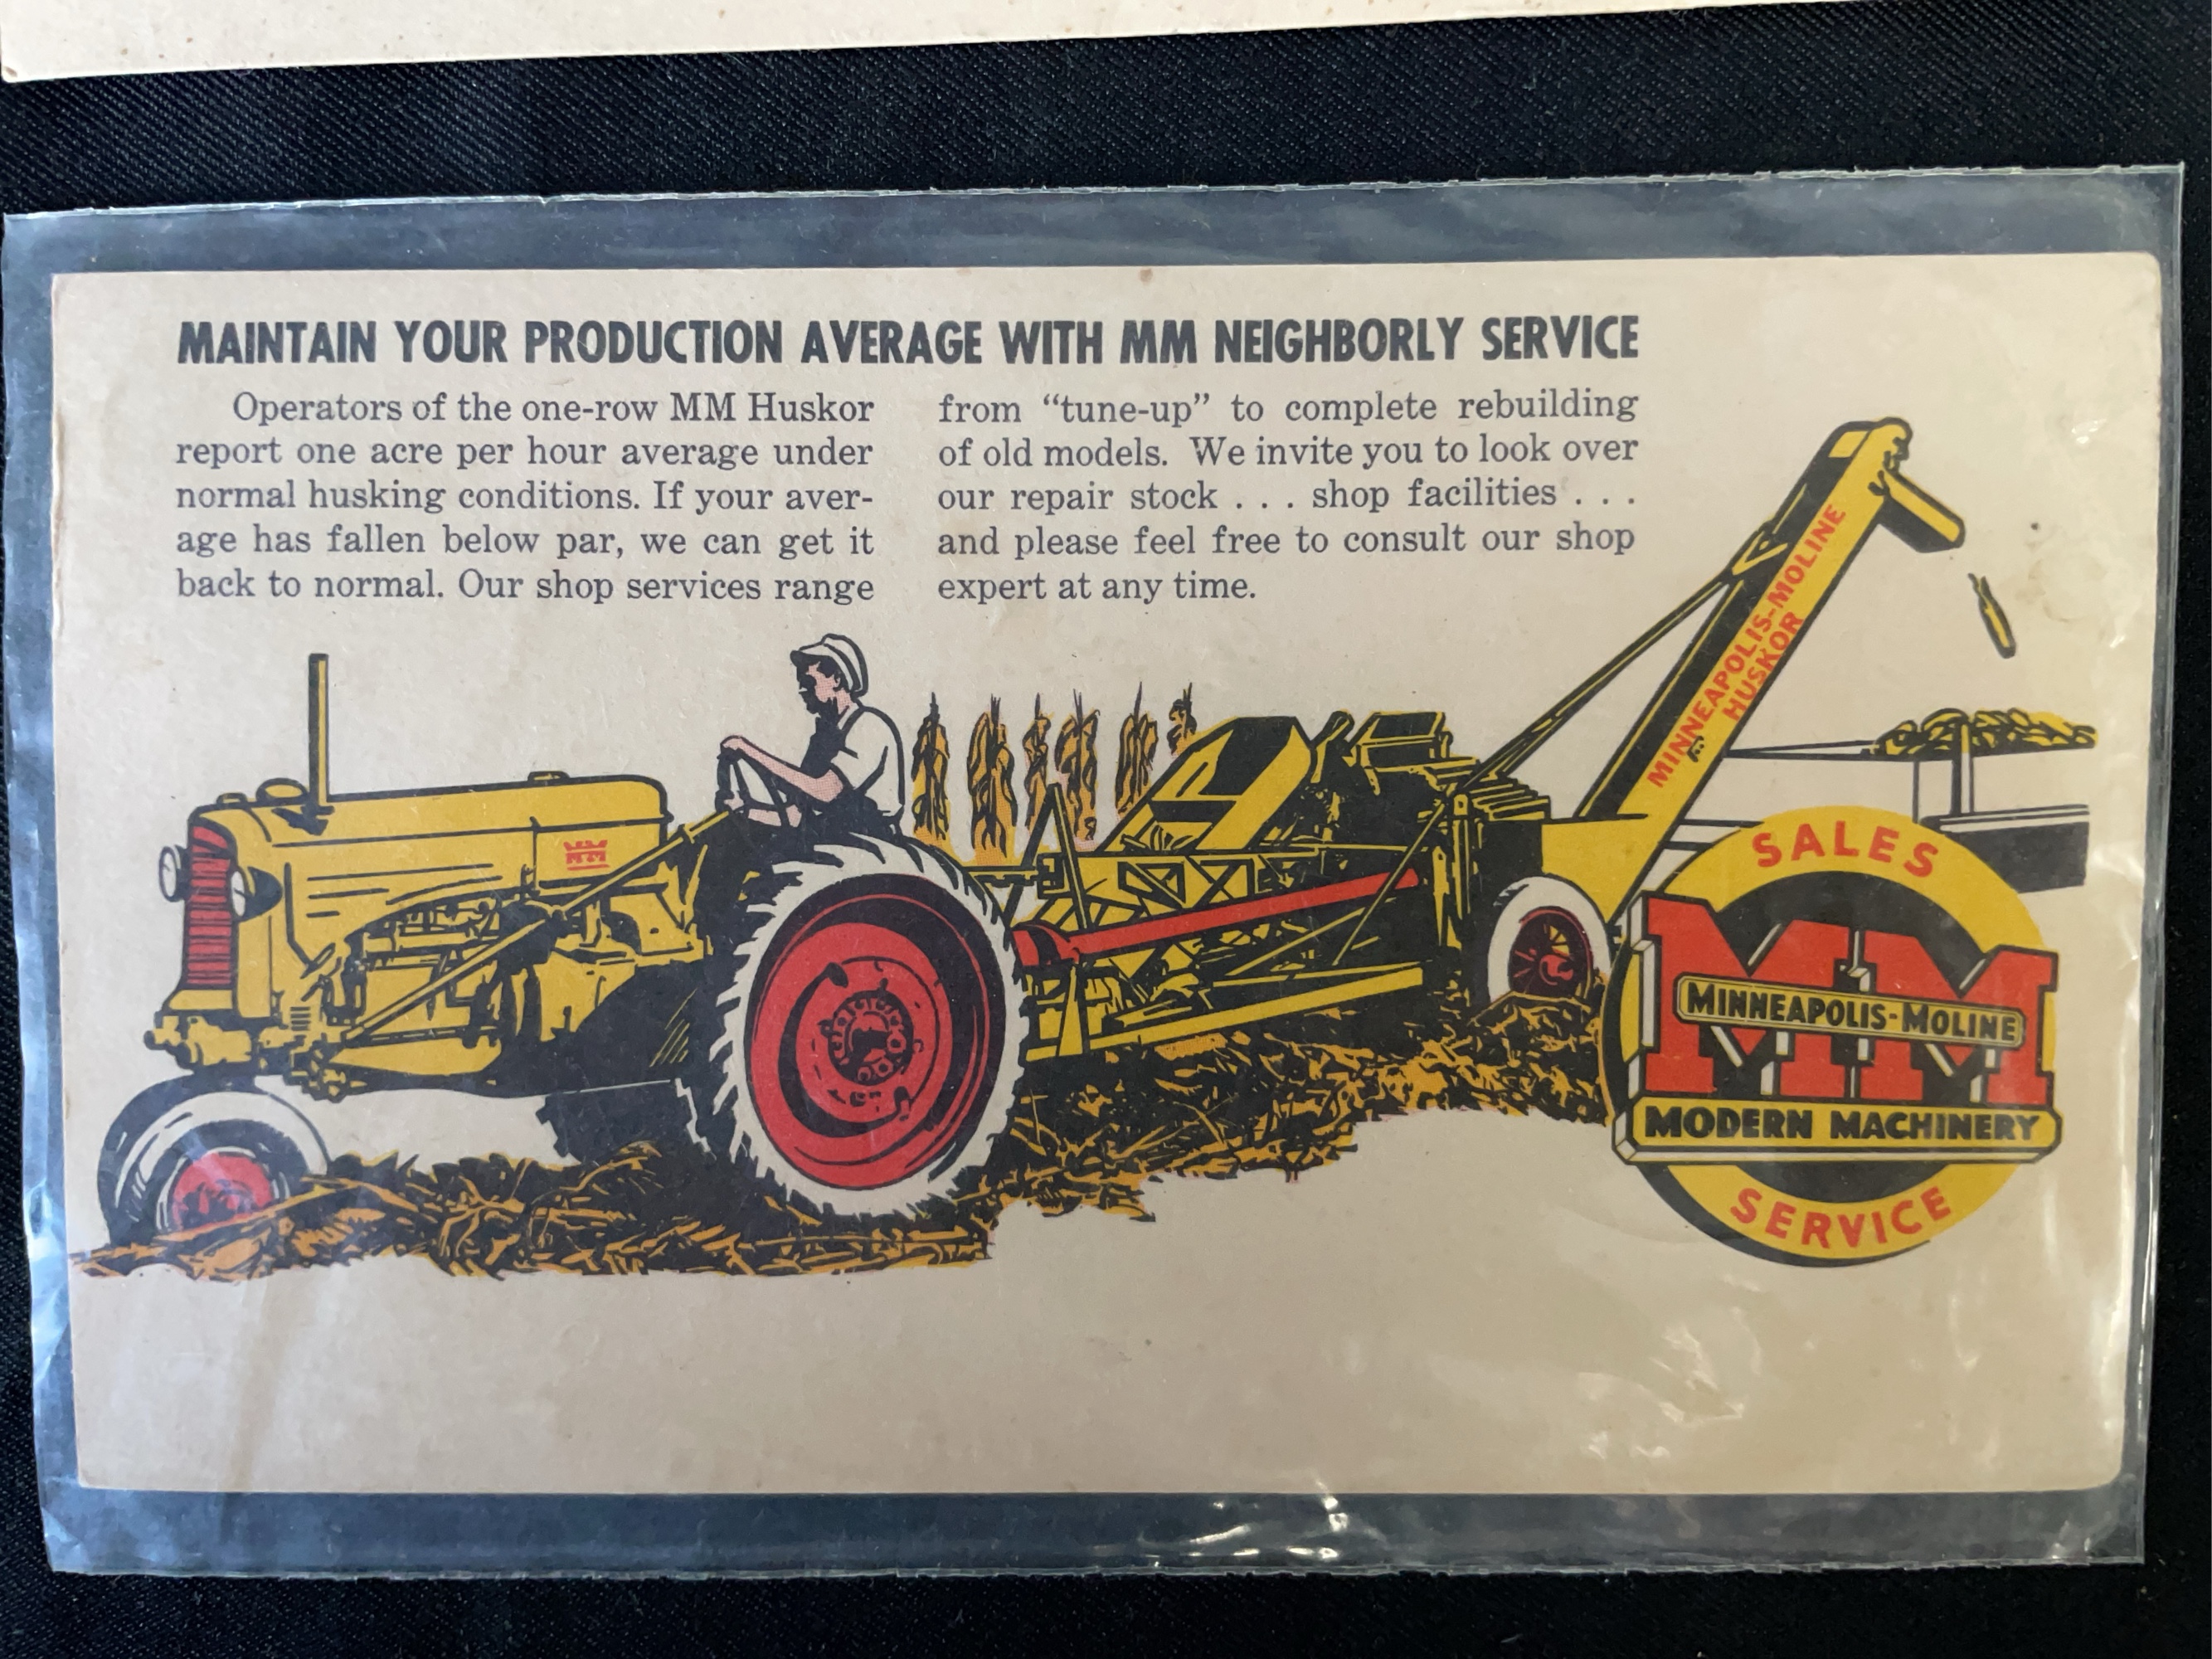 MAINTAIN YOUR PRODUCTION AVERAGE WITH MM NEIGHBORLY SERVICE
Operators of the one-row MM Huskor
report one acre per hour average under
normal husking conditions. If your aver-
age has fallen below par, we can get it
back to normal. Our shop services range
from “tune-up” to complete rebuilding
of old models. We invite you to look over
our repair stock . . . shop facilities . . .
and please feel free to consult our shop
expert at any time.
MINNEAPOLIS-MOLINE
HUSKOR
MM
SALES
MM
MINNEAPOLIS-MOLINE
MODERN MACHINERY
SERVICE